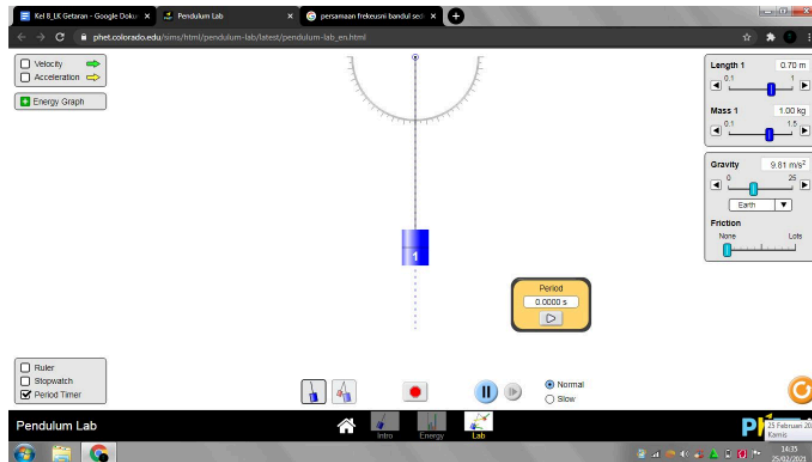 Kel 8_LK Getaran - Google Doku
Pendulum Lab
persamaan frekeusni bandul sed
phet.colorado.edu/sims/html/pendulum-lab/latest/pendulum-lab_en.html
Velocity
Acceleration
Energy Graph
Length 1 0.70 m
0.1 1
Mass 1 1.00 kg
0.1 1.5
Gravity 9.81 m/s²
0 25
Earth
Friction
None Lots
1
Period
0.0000 s
Ruler
Stopwatch
Period Timer
Normal
Slow
Pendulum Lab
Intro
Energy
Lab
25 Februari 20
Kamis
14:35
25/02/2021